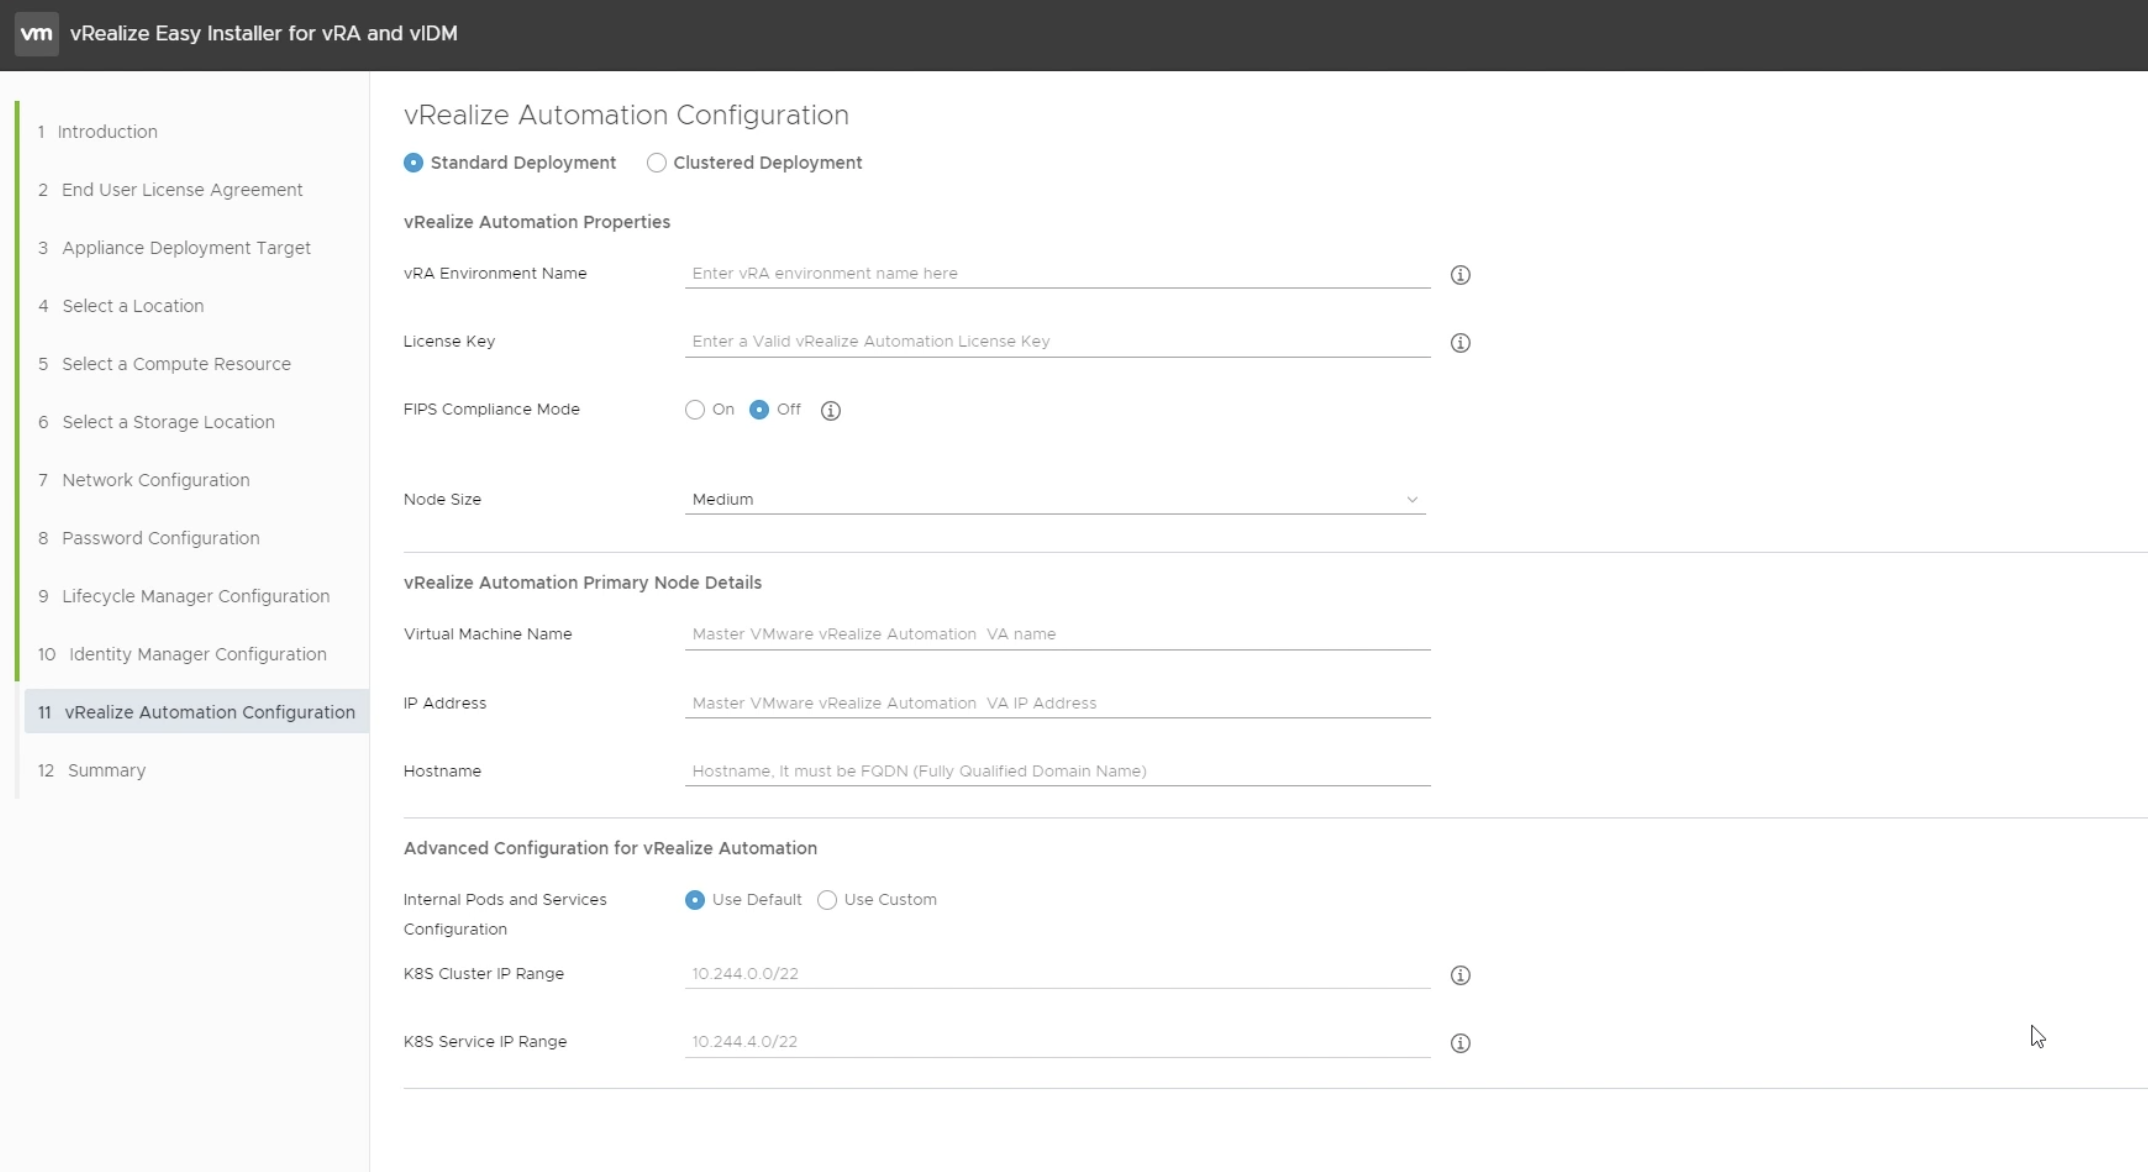 vm vRealize Easy Installer for vRA and vIDM
1 Introduction
2 End User License Agreement
3 Appliance Deployment Target
4 Select a Location
5 Select a Compute Resource
6 Select a Storage Location
7 Network Configuration
8 Password Configuration
9 Lifecycle Manager Configuration
10 Identity Manager Configuration
11 vRealize Automation Configuration
12 Summary
vRealize Automation Configuration
Standard Deployment Clustered Deployment
vRealize Automation Properties
vRA Environment Name Enter vRA environment name here
License Key Enter a Valid vRealize Automation License Key
FIPS Compliance Mode On Off
Node Size Medium
vRealize Automation Primary Node Details
Virtual Machine Name Master VMware vRealize Automation VA name
IP Address Master VMware vRealize Automation VA IP Address
Hostname Hostname, It must be FQDN (Fully Qualified Domain Name)
Advanced Configuration for vRealize Automation
Internal Pods and Services Use Default Use Custom
Configuration
K8S Cluster IP Range 10.244.0.0/22
K8S Service IP Range 10.244.4.0/22